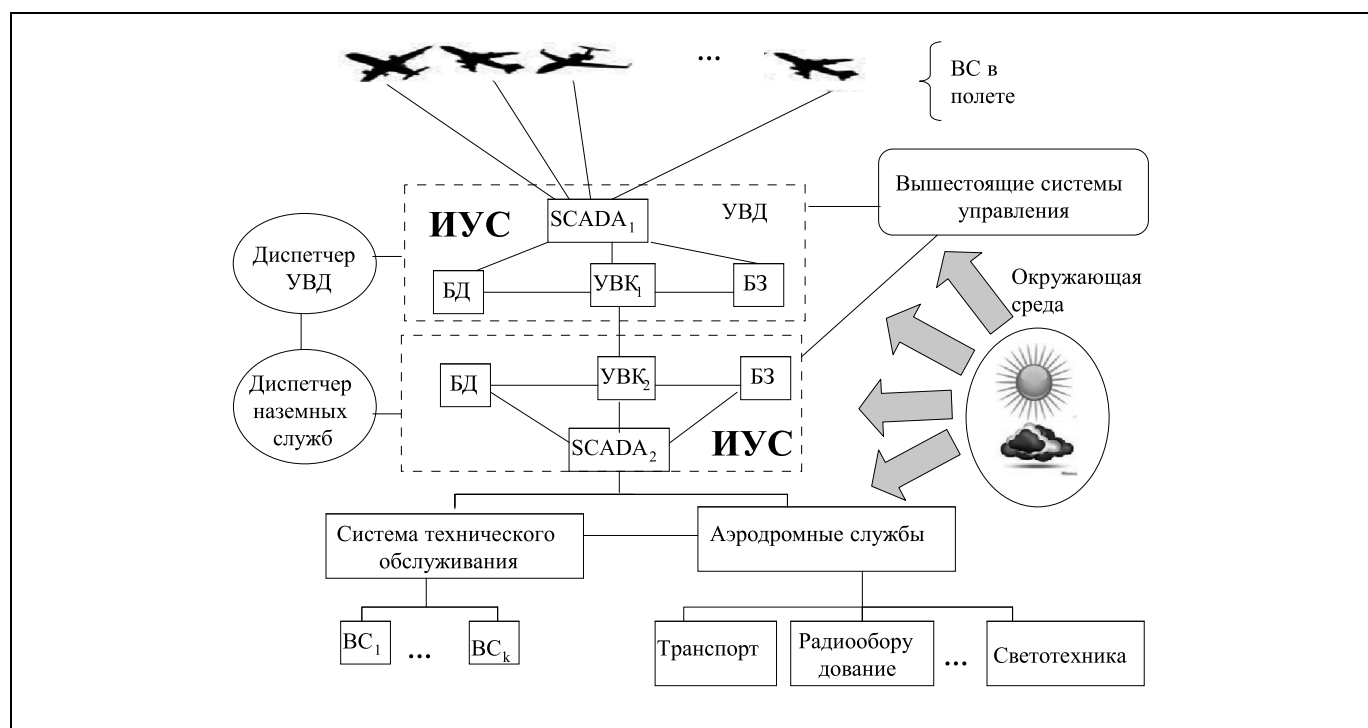 ...
ВС в
полете
Вышестоящие системы
управления
ИУС
SCADA₁
УВД
Диспетчер
УВД
БД
УВК₁
БЗ
Окружающая
среда
Диспетчер
наземных
служб
БД
УВК₂
БЗ
SCADA₂
ИУС
Система технического
обслуживания
Аэродромные службы
ВС₁
...
ВСₖ
Транспорт
Радиообору
дование
...
Светотехника